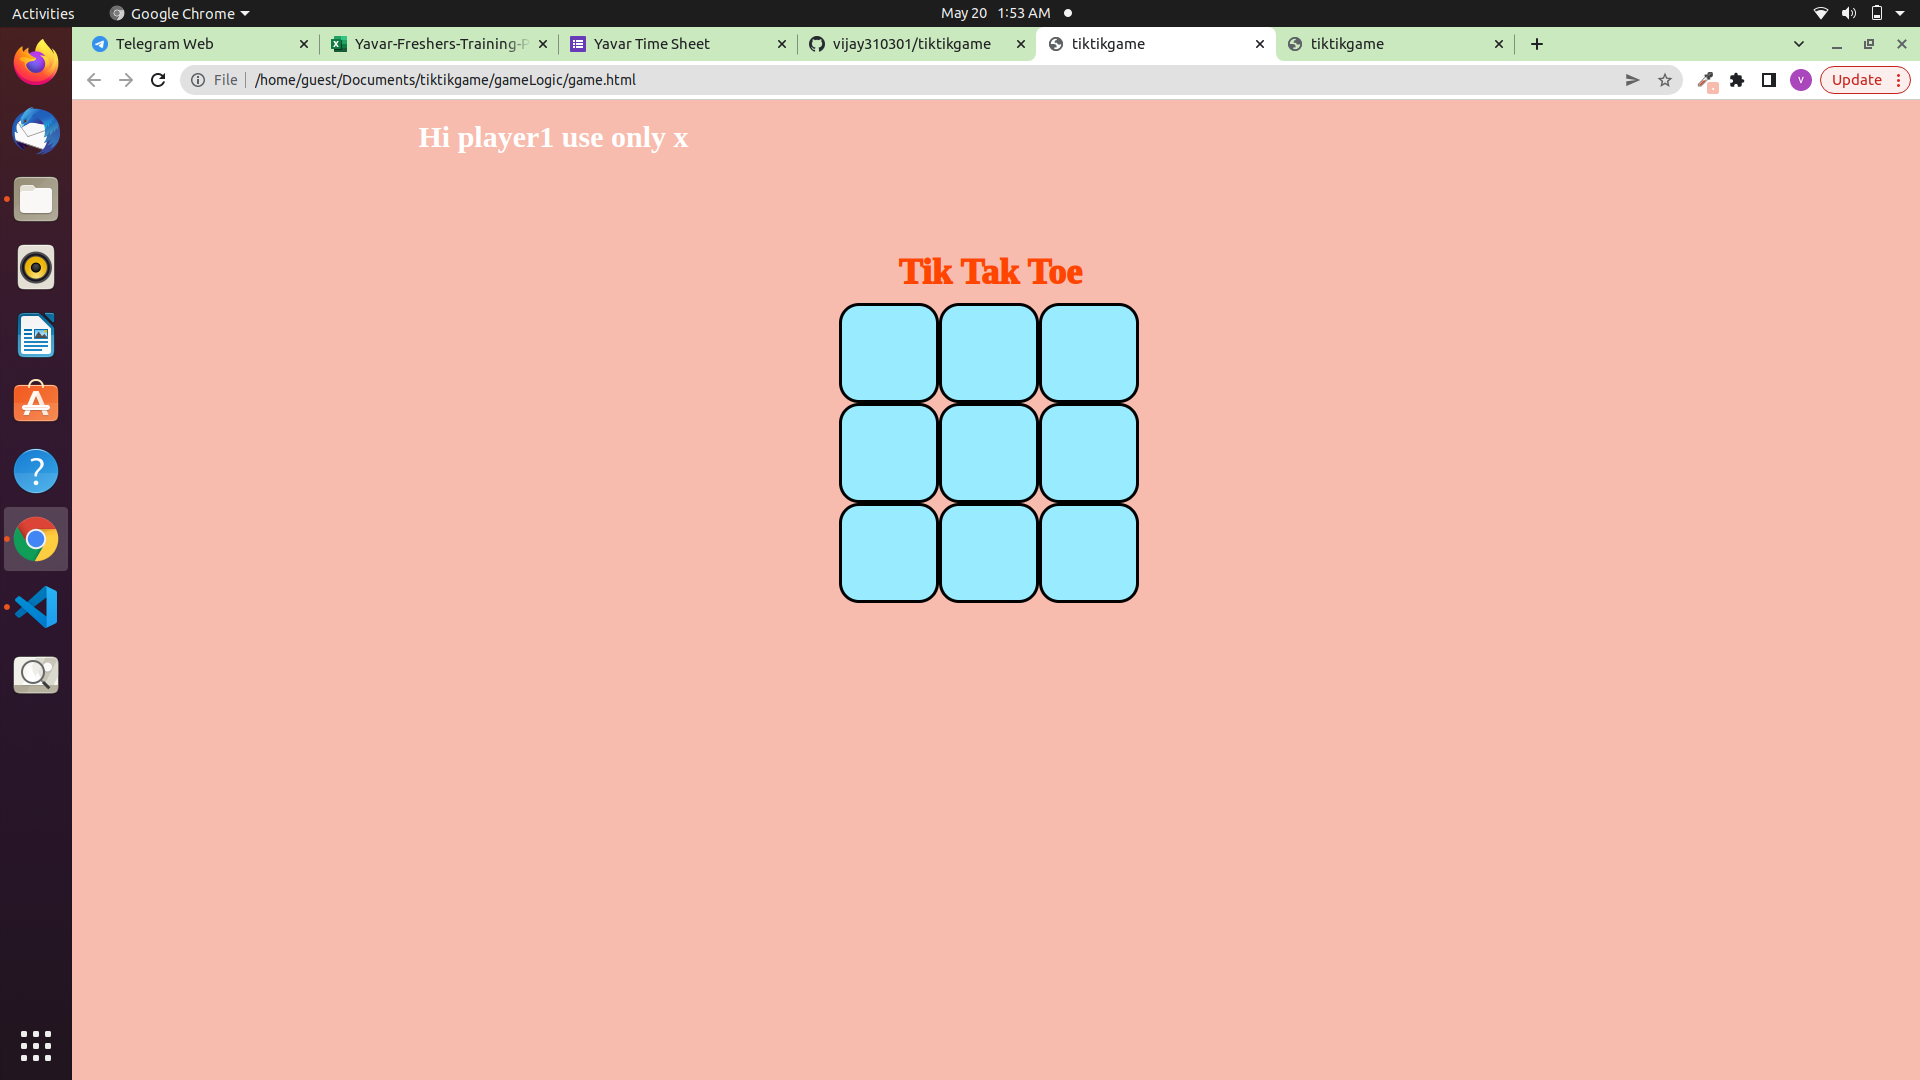 Activities
Google Chrome
May 20 1:53 AM
Telegram Web
Yavar-Freshers-Training-P
Yavar Time Sheet
vijay310301/tiktikgame
tiktikgame
tiktikgame
File
/home/guest/Documents/tiktikgame/gameLogic/game.html
V
Update
Hi player1 use only x
Tik Tak Toe